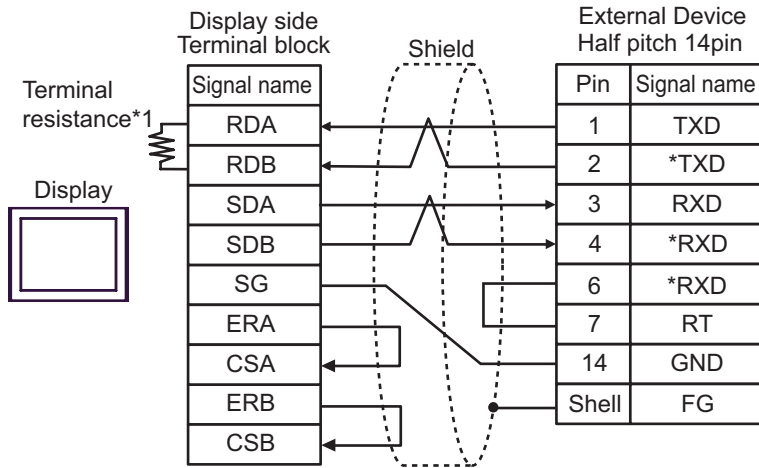 Display side
Terminal block
Shield
External Device
Half pitch 14pin
Terminal
resistance*1
Display
Signal name
RDA
RDB
SDA
SDB
SG
ERA
CSA
ERB
CSB
Pin Signal name
1 TXD
2 *TXD
3 RXD
4 *RXD
6 *RXD
7 RT
14 GND
Shell FG